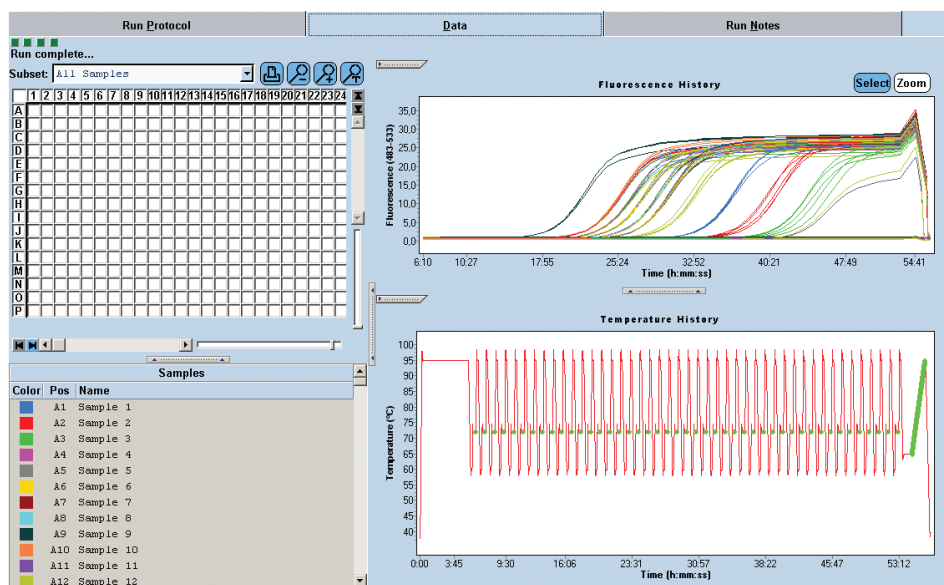 Run Protocol
Data
Run Notes
Run complete...
Subset: All Samples
1 2 3 4 5 6 7 8 9 10 11 12 13 14 15 16 17 18 19 20 21 22 23 24
A
B
C
D
E
F
G
H
I
J
K
L
M
N
O
P
Samples
Color Pos Name
A1 Sample 1
A2 Sample 2
A3 Sample 3
A4 Sample 4
A5 Sample 5
A6 Sample 6
A7 Sample 7
A8 Sample 8
A9 Sample 9
A10 Sample 10
A11 Sample 11
A12 Sample 12
Fluorescence History
Select Zoom
Fluorescence (483-533)
35,0
30,0
25,0
20,0
15,0
10,0
5,0
0,0
6:10 10:27 17:55 25:24 32:52 40:21 47:49 54:41
Time (h:mm:ss)
Temperature History
Temperature (°C)
100
95
90
85
80
75
70
65
60
55
50
45
40
0:00 3:45 9:30 16:06 23:31 30:57 38:22 45:47 53:12
Time (h:mm:ss)